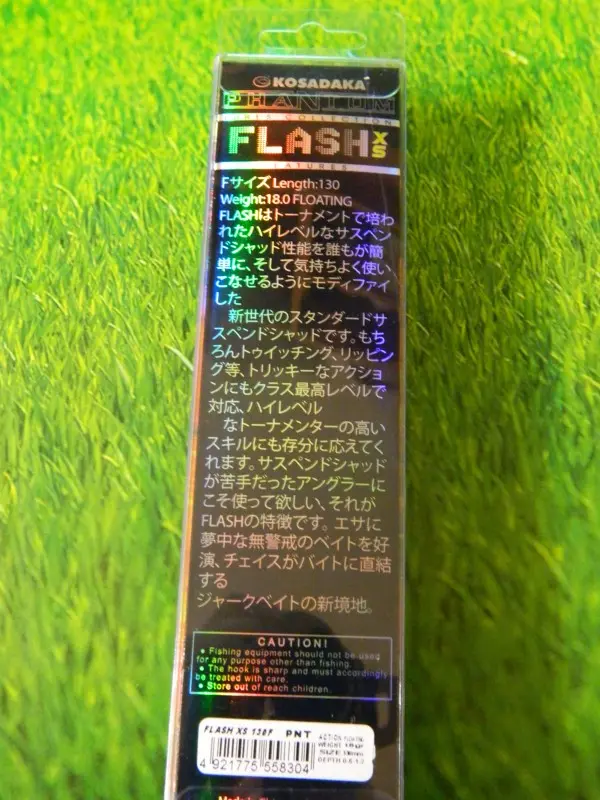 KOSADAKA
PHANTOM
COLLECTION
FLASH XS
FEATURES
Fサイズ Length:130
Weight:18.0 FLOATING
FLASHはトーナメントで培わ
れたハイレベルなサスペン
ドシャッド性能を誰もが簡
単に、そして気持ちよく使い
こなせるようにモディファイ
した
新世代のスタンダードサ
スペンドシャッドです。もち
ろんトゥイッチング、リッピン
グ等、トリッキーなアクショ
ンにもクラス最高レベルで
対応、ハイレベル
なトーナメンターの高い
スキルにも存分に応えてく
れます。サスペンドシャッド
が苦手だったアングラーに
こそ使って欲しい、それが
FLASHの特徴です。エサに
夢中な無警戒のベイトを好
演、チェイスがバイトに直結
する
ジャークベイトの新境地。
CAUTION!
• Fishing equipment should not be used
for any purpose other than fishing.
• The hook is sharp and must accordingly
be treated with care.
• Store out of reach children.
FLASH XS 130F PNT
4 921775 558304